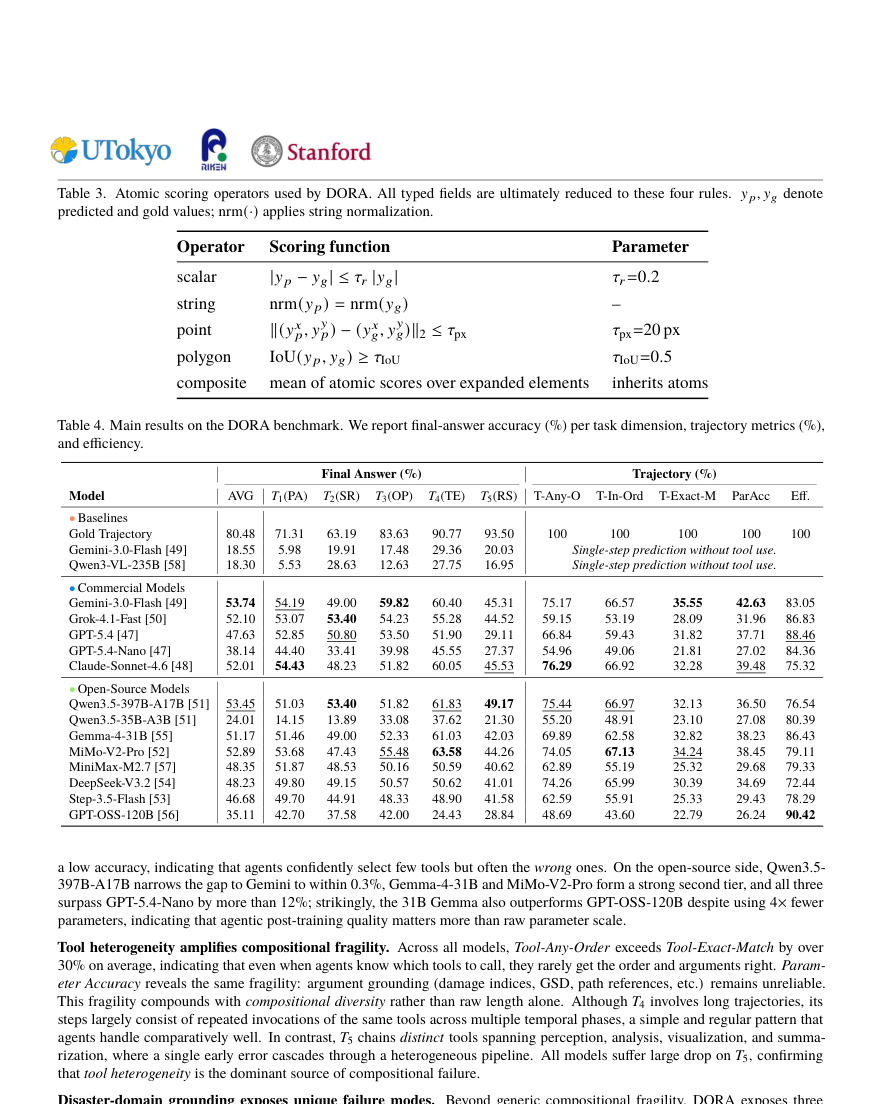 UTokyo RIKEN Stanford
Table 3. Atomic scoring operators used by DORA. All typed fields are ultimately reduced to these four rules. y_p, y_g denote
predicted and gold values; nrm(·) applies string normalization.
Operator Scoring function Parameter
scalar |y_p − y_g| ≤ τ_r |y_g| τ_r=0.2
string nrm(y_p) = nrm(y_g) –
point ∥(y_p^x, y_p^y) − (y_g^x, y_g^y)∥_2 ≤ τ_px τ_px=20 px
polygon IoU(y_p, y_g) ≥ τ_IoU τ_IoU=0.5
composite mean of atomic scores over expanded elements inherits atoms
Table 4. Main results on the DORA benchmark. We report final-answer accuracy (%) per task dimension, trajectory metrics (%),
and efficiency.
Final Answer (%) Trajectory (%)
Model AVG T_1(PA) T_2(SR) T_3(OP) T_4(TE) T_5(RS) T-Any-O T-In-Ord T-Exact-M ParAcc Eff.
• Baselines
Gold Trajectory 80.48 71.31 63.19 83.63 90.77 93.50 100 100 100 100 100
Gemini-3.0-Flash [49] 18.55 5.98 19.91 17.48 29.36 20.03 Single-step prediction without tool use.
Qwen3-VL-235B [58] 18.30 5.53 28.63 12.63 27.75 16.95 Single-step prediction without tool use.
• Commercial Models
Gemini-3.0-Flash [49] 53.74 54.19 49.00 59.82 60.40 45.31 75.17 66.57 35.55 42.63 83.05
Grok-4.1-Fast [50] 52.10 53.07 53.40 54.23 55.28 44.52 59.15 53.19 28.09 31.96 86.83
GPT-5.4 [47] 47.63 52.85 50.80 53.50 51.90 29.11 66.84 59.43 31.82 37.71 88.46
GPT-5.4-Nano [47] 38.14 44.40 33.41 39.98 45.55 27.37 54.96 49.06 21.81 27.02 84.36
Claude-Sonnet-4.6 [48] 52.01 54.43 48.23 51.82 60.05 45.53 76.29 66.92 32.28 39.48 75.32
• Open-Source Models
Qwen3.5-397B-A17B [51] 53.45 51.03 53.40 51.82 61.83 49.17 75.44 66.97 32.13 36.50 76.54
Qwen3.5-35B-A3B [51] 24.01 14.15 13.89 33.08 37.62 21.30 55.20 48.91 23.10 27.08 80.39
Gemma-4-31B [55] 51.17 51.46 49.00 52.33 61.03 42.03 69.89 62.58 32.82 38.23 86.43
MiMo-V2-Pro [52] 52.89 53.68 47.43 55.48 63.58 44.26 74.05 67.13 34.24 38.45 79.11
MiniMax-M2.7 [57] 48.35 51.87 48.53 50.16 50.59 40.62 62.89 55.19 25.32 29.68 79.33
DeepSeek-V3.2 [54] 48.23 49.80 49.15 50.57 50.62 41.01 74.26 65.99 30.39 34.69 72.44
Step-3.5-Flash [53] 46.68 49.70 44.91 48.33 48.90 41.58 62.59 55.91 25.33 29.43 78.29
GPT-OSS-120B [56] 35.11 42.70 37.58 42.00 24.43 28.84 48.69 43.60 22.79 26.24 90.42
a low accuracy, indicating that agents confidently select few tools but often the wrong ones. On the open-source side, Qwen3.5-
397B-A17B narrows the gap to Gemini to within 0.3%, Gemma-4-31B and MiMo-V2-Pro form a strong second tier, and all three
surpass GPT-5.4-Nano by more than 12%; strikingly, the 31B Gemma also outperforms GPT-OSS-120B despite using 4× fewer
parameters, indicating that agentic post-training quality matters more than raw parameter scale.
Tool heterogeneity amplifies compositional fragility. Across all models, Tool-Any-Order exceeds Tool-Exact-Match by over
30% on average, indicating that even when agents know which tools to call, they rarely get the order and arguments right. Param-
eter Accuracy reveals the same fragility: argument grounding (damage indices, GSD, path references, etc.) remains unreliable.
This fragility compounds with compositional diversity rather than raw length alone. Although T_4 involves long trajectories, its
steps largely consist of repeated invocations of the same tools across multiple temporal phases, a simple and regular pattern that
agents handle comparatively well. In contrast, T_5 chains distinct tools spanning perception, analysis, visualization, and summa-
rization, where a single early error cascades through a heterogeneous pipeline. All models suffer large drop on T_5, confirming
that tool heterogeneity is the dominant source of compositional failure.
Disaster-domain grounding exposes unique failure modes. Beyond generic compositional fragility, DORA exposes three